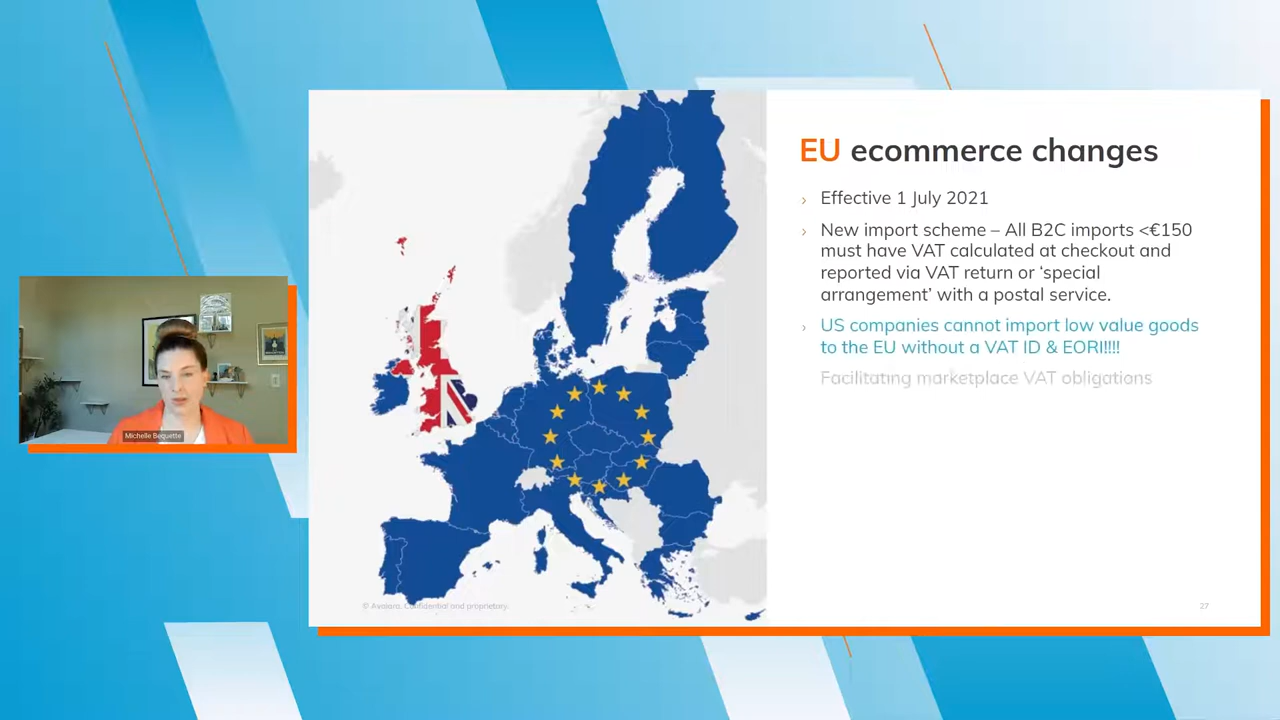 EU ecommerce changes
› Effective 1 July 2021
› New import scheme – All B2C imports <€150
must have VAT calculated at checkout and
reported via VAT return or ‘special
arrangement’ with a postal service.
› US companies cannot import low value goods
to the EU without a VAT ID & EORI!!!!
Facilitating marketplace VAT obligations
Michelle Bequette
© Avalara. Confidential and proprietary.
27